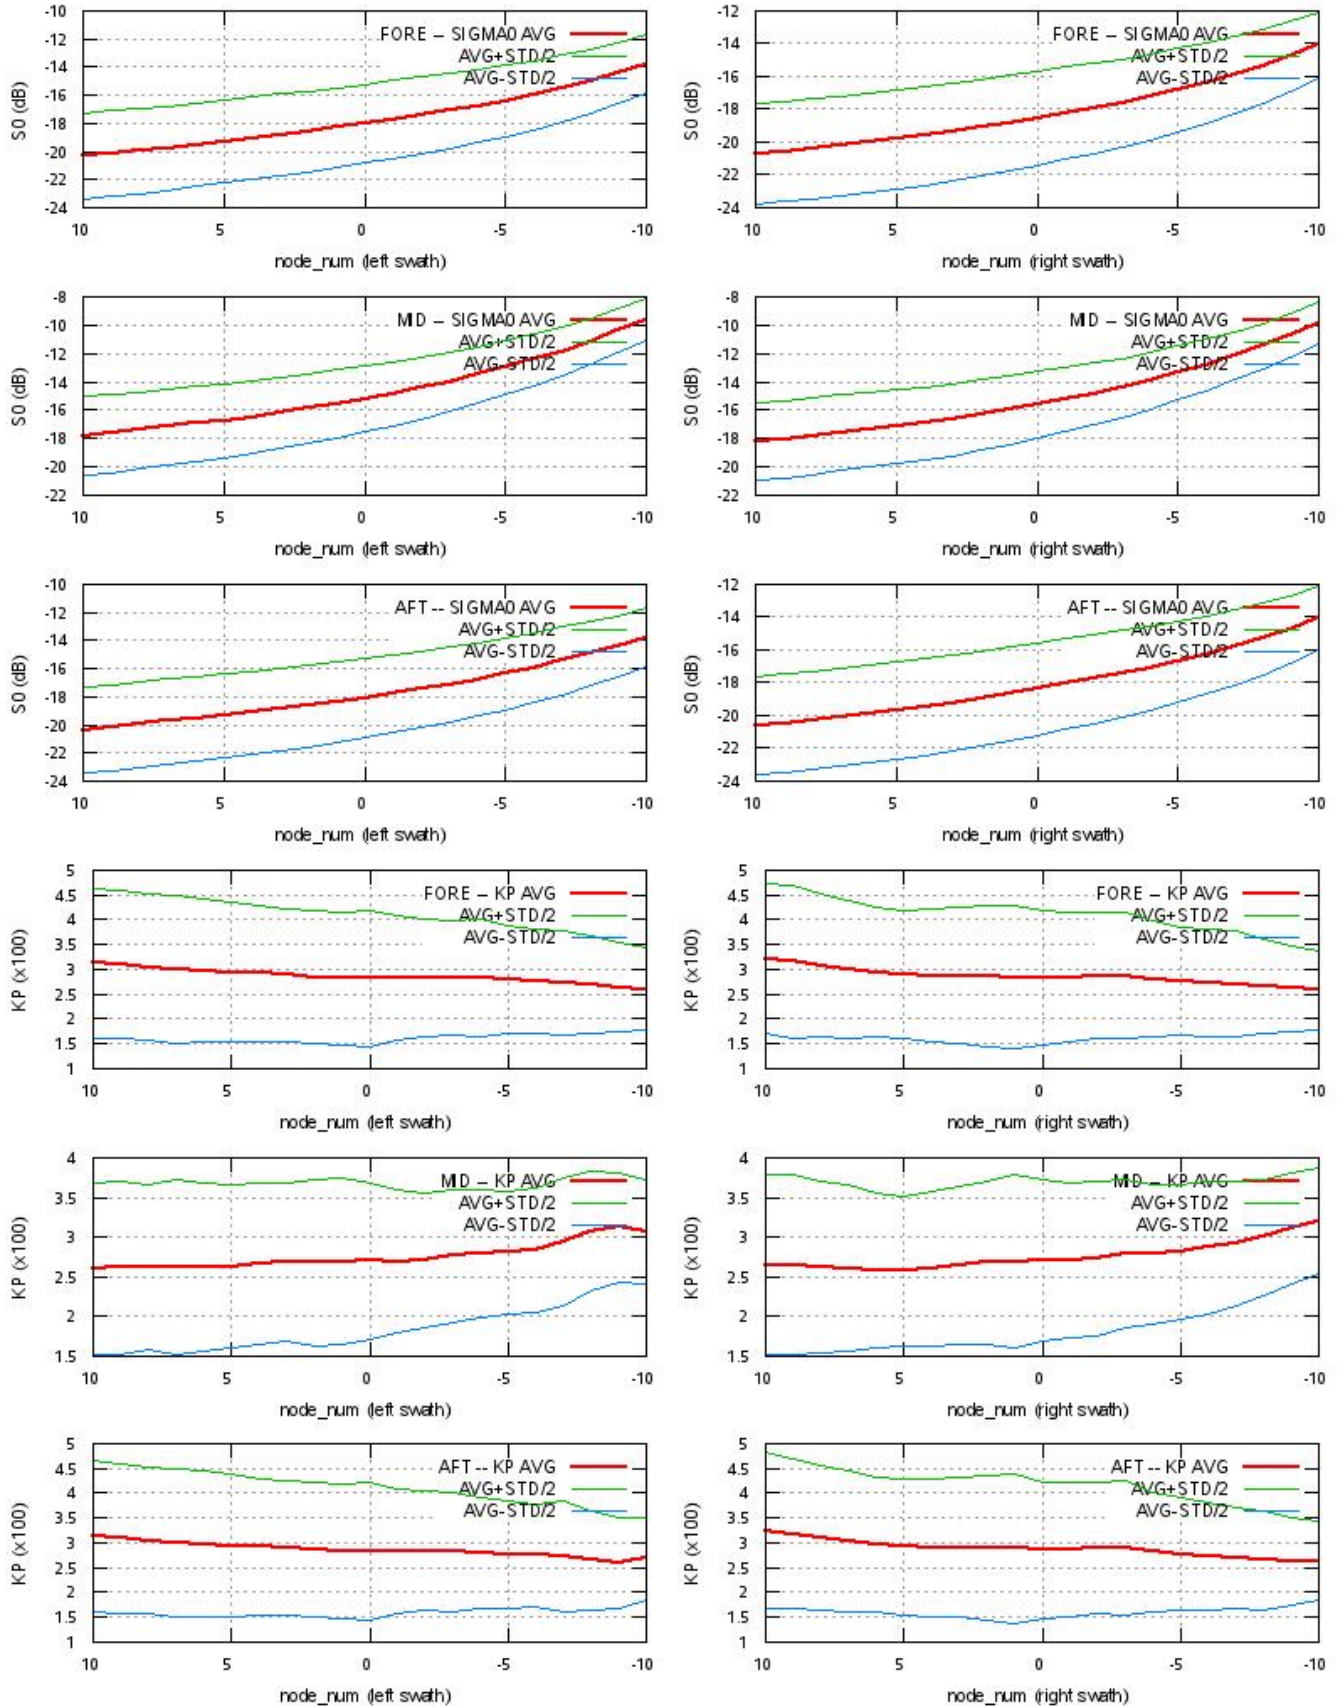 -10
-12
-14
-16
-18
-20
-22
-24
S0 (dB)
FORE – SIGMA0 AVG
AVG+STD/2
AVG-STD/2
10 5 0 -5 -10
node_num (left swath)
-12
-14
-16
-18
-20
-22
-24
S0 (dB)
FORE – SIGMA0 AVG
AVG+STD/2
AVG-STD/2
10 5 0 -5 -10
node_num (right swath)
-8
-10
-12
-14
-16
-18
-20
-22
S0 (dB)
MID – SIGMA0 AVG
AVG+STD/2
AVG-STD/2
10 5 0 -5 -10
node_num (left swath)
-8
-10
-12
-14
-16
-18
-20
-22
S0 (dB)
MID – SIGMA0 AVG
AVG+STD/2
AVG-STD/2
10 5 0 -5 -10
node_num (right swath)
-10
-12
-14
-16
-18
-20
-22
-24
S0 (dB)
AFT -- SIGMA0 AVG
AVG+STD/2
AVG-STD/2
10 5 0 -5 -10
node_num (left swath)
-12
-14
-16
-18
-20
-22
-24
S0 (dB)
AFT -- SIGMA0 AVG
AVG+STD/2
AVG-STD/2
10 5 0 -5 -10
node_num (right swath)
5
4.5
4
3.5
3
2.5
2
1.5
1
KP (x100)
FORE – KP AVG
AVG+STD/2
AVG-STD/2
10 5 0 -5 -10
node_num (left swath)
5
4.5
4
3.5
3
2.5
2
1.5
1
KP (x100)
FORE – KP AVG
AVG+STD/2
AVG-STD/2
10 5 0 -5 -10
node_num (right swath)
4
3.5
3
2.5
2
1.5
KP (x100)
MID – KP AVG
AVG+STD/2
AVG-STD/2
10 5 0 -5 -10
node_num (left swath)
4
3.5
3
2.5
2
1.5
KP (x100)
MID – KP AVG
AVG+STD/2
AVG-STD/2
10 5 0 -5 -10
node_num (right swath)
5
4.5
4
3.5
3
2.5
2
1.5
1
KP (x100)
AFT -- KP AVG
AVG+STD/2
AVG-STD/2
10 5 0 -5 -10
node_num (left swath)
5
4.5
4
3.5
3
2.5
2
1.5
1
KP (x100)
AFT -- KP AVG
AVG+STD/2
AVG-STD/2
10 5 0 -5 -10
node_num (right swath)